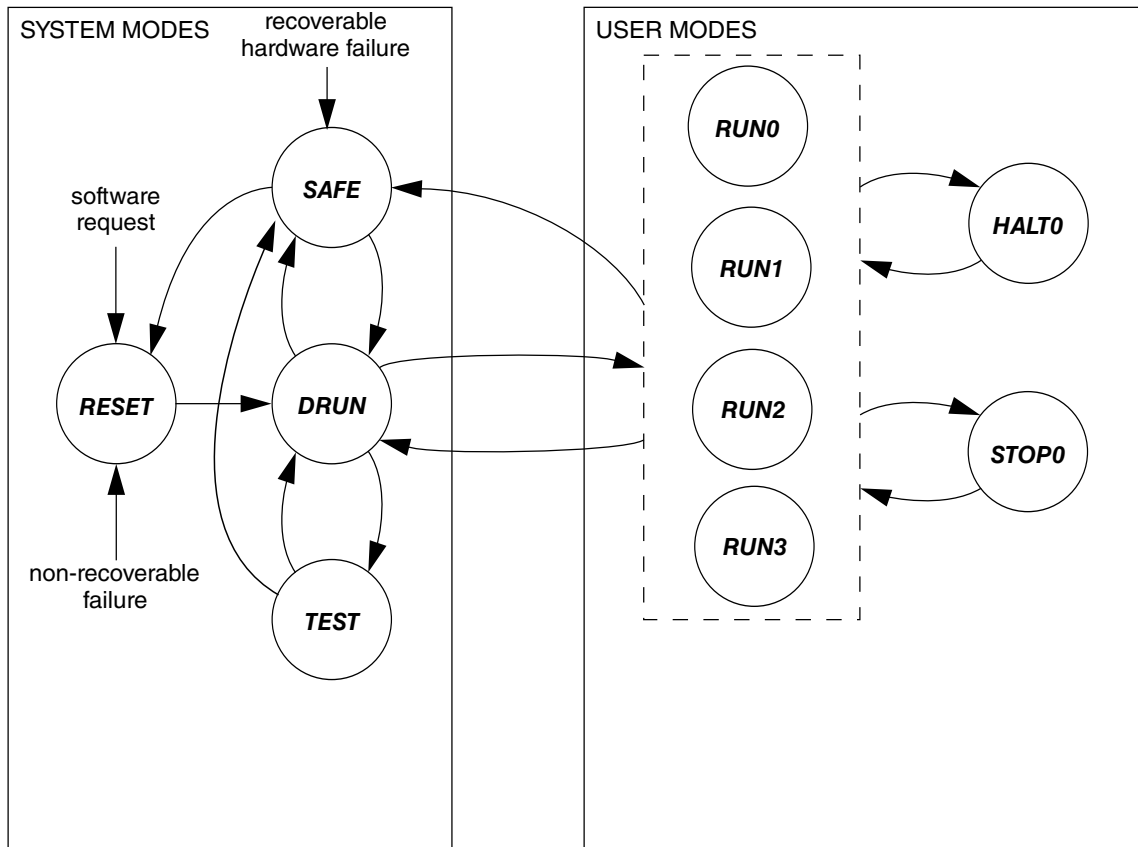 SYSTEM MODES
recoverable
hardware failure
SAFE
software
request
RESET
DRUN
non-recoverable
failure
TEST
USER MODES
RUN0
RUN1
RUN2
RUN3
HALT0
STOP0